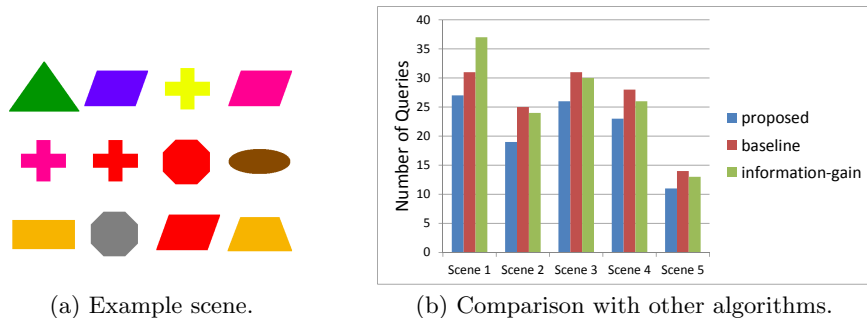 40
35
30
25
20
15
10
5
0
Number of Queries
Scene 1 Scene 2 Scene 3 Scene 4 Scene 5
proposed
baseline
information-gain
(a) Example scene.
(b) Comparison with other algorithms.